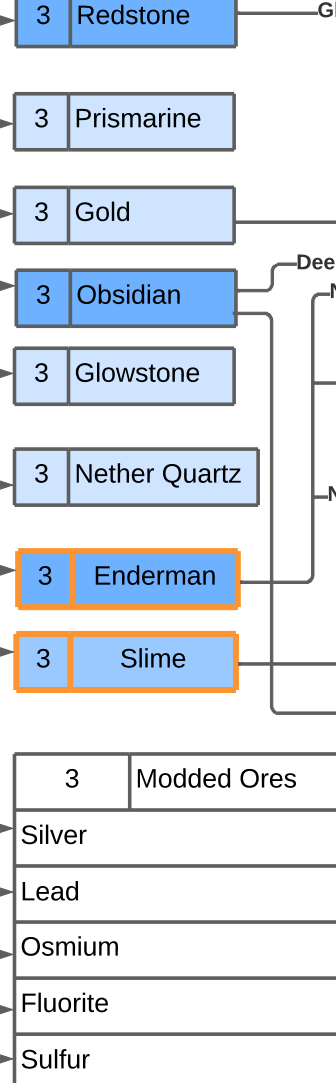 3 Redstone
3 Prismarine
3 Gold
3 Obsidian
3 Glowstone
3 Nether Quartz
3 Enderman
3 Slime
3 Modded Ores
Silver
Lead
Osmium
Fluorite
Sulfur